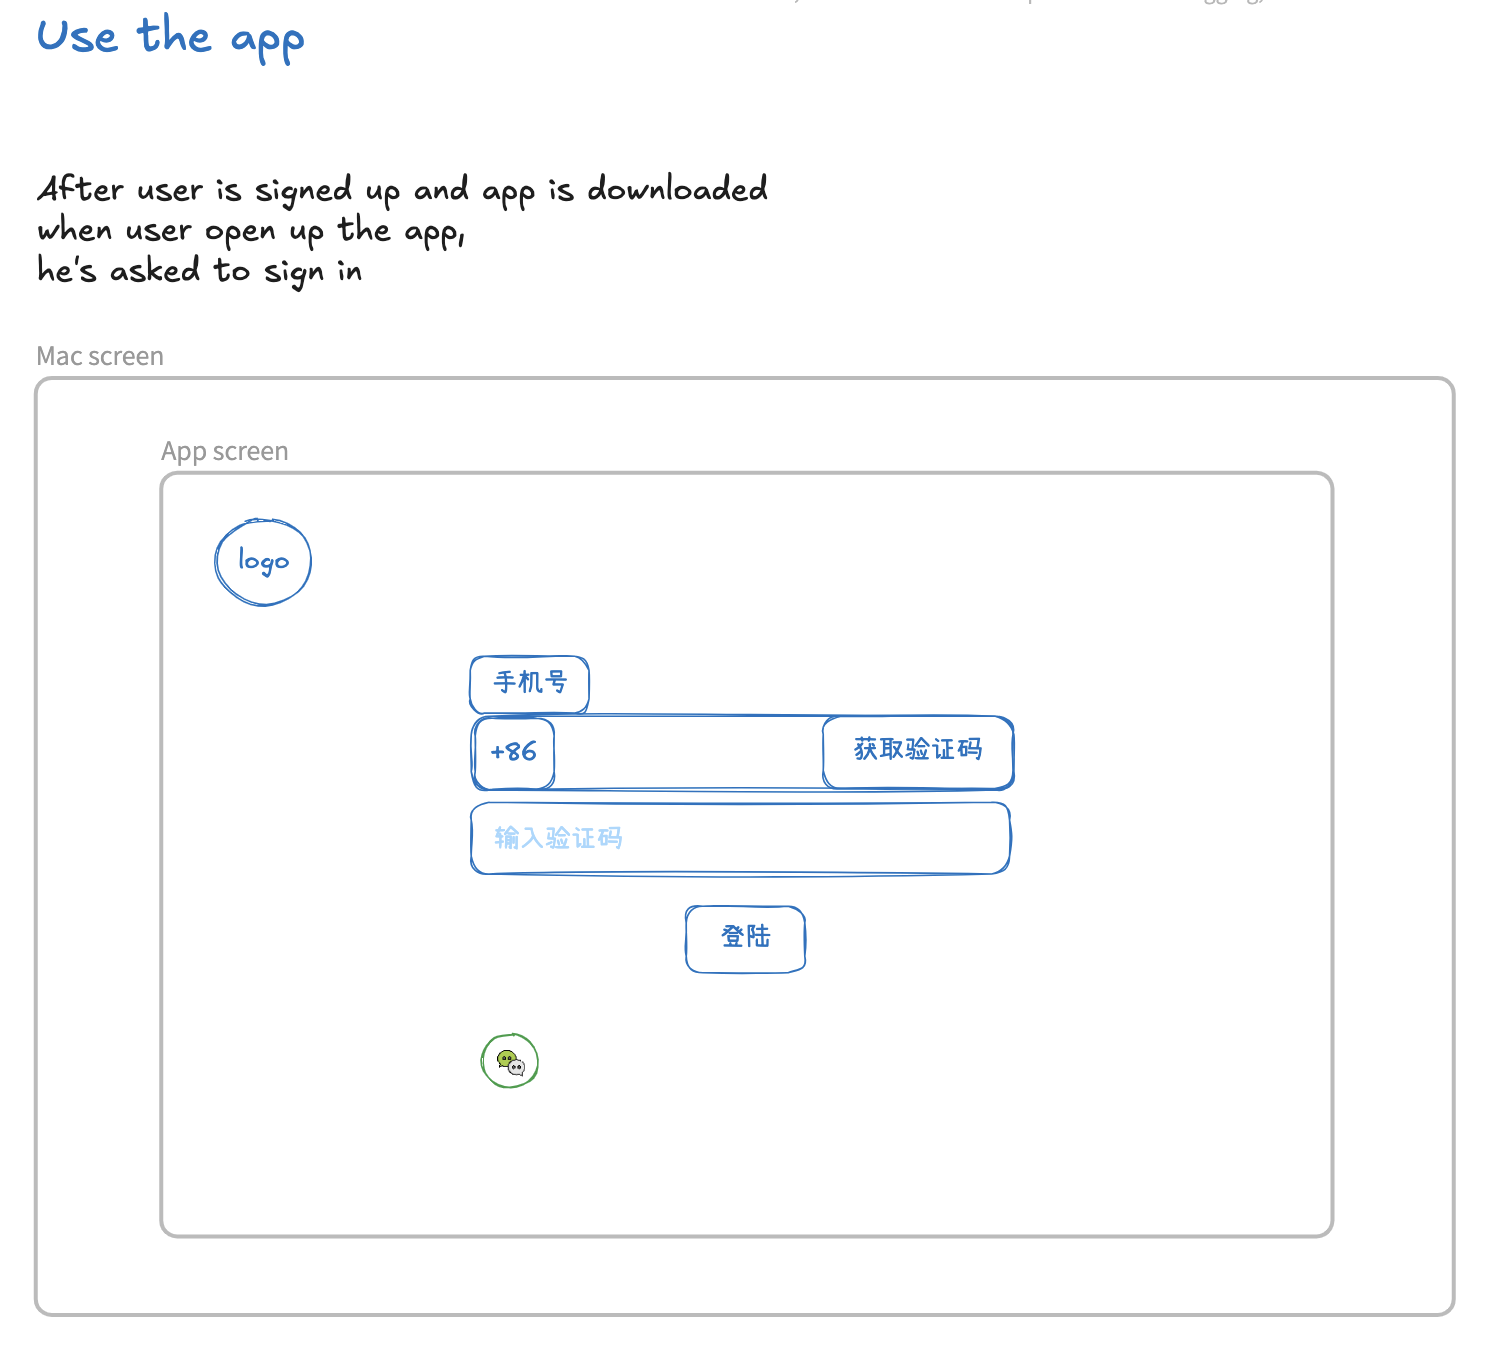 Use the app
After user is signed up and app is downloaded
when user open up the app,
he's asked to sign in
Mac screen
App screen
logo
手机号
+86 获取验证码
输入验证码
登陆